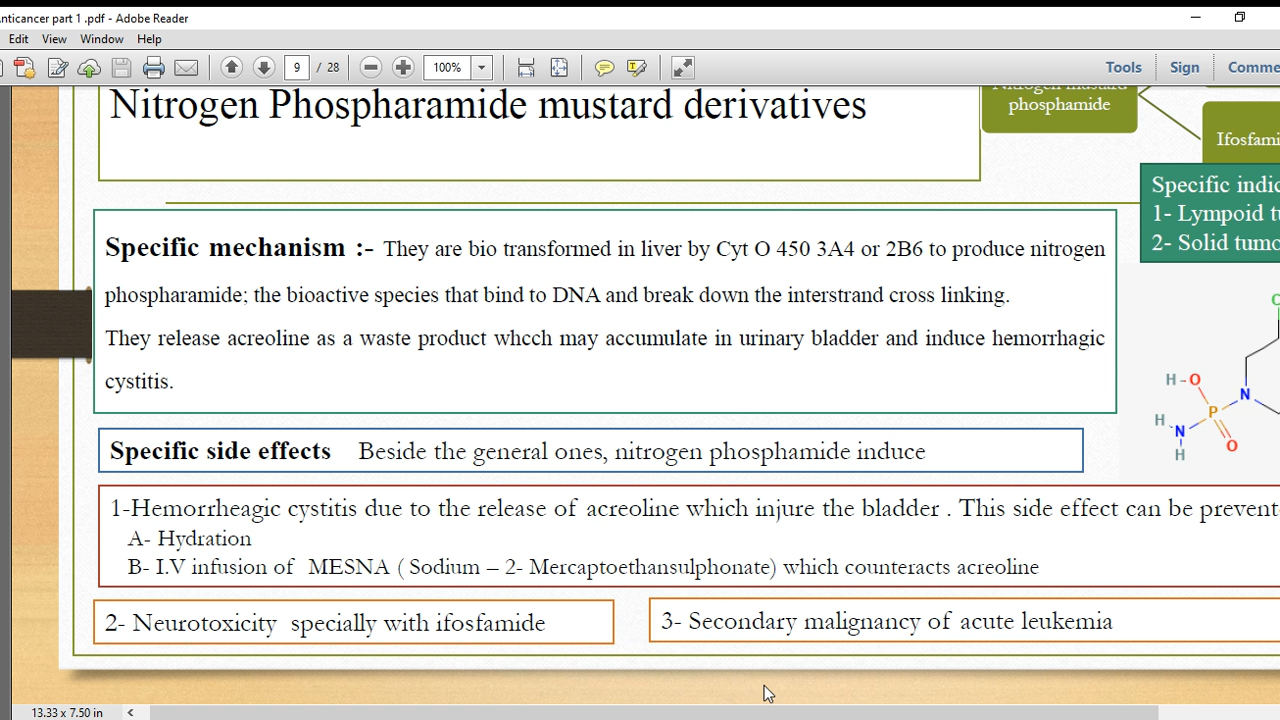 nticancer part 1 .pdf - Adobe Reader
Edit View Window Help
9 / 28 100% Tools Sign Comme
Nitrogen Phospharamide mustard derivatives
Nitrogen mustard
phosphamide
Ifosfami
Specific indic
1- Lympoid tu
2- Solid tumo
Specific mechanism :- They are bio transformed in liver by Cyt O 450 3A4 or 2B6 to produce nitrogen
phospharamide; the bioactive species that bind to DNA and break down the interstrand cross linking.
They release acreoline as a waste product whcch may accumulate in urinary bladder and induce hemorrhagic
cystitis.
C
H-O
H N P N
H O
Specific side effects Beside the general ones, nitrogen phosphamide induce
1-Hemorrheagic cystitis due to the release of acreoline which injure the bladder . This side effect can be prevent
A- Hydration
B- I.V infusion of MESNA ( Sodium – 2- Mercaptoethansulphonate) which counteracts acreoline
2- Neurotoxicity specially with ifosfamide
3- Secondary malignancy of acute leukemia
13.33 x 7.50 in